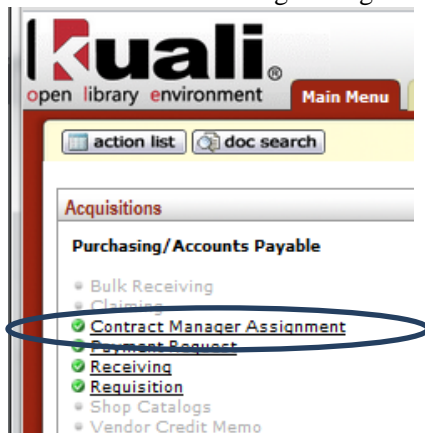 Kuali®
open library environment
Main Menu
action list doc search
Acquisitions
Purchasing/Accounts Payable
Bulk Receiving
Claiming
Contract Manager Assignment
Payment Request
Receiving
Requisition
Shop Catalogs
Vendor Credit Memo